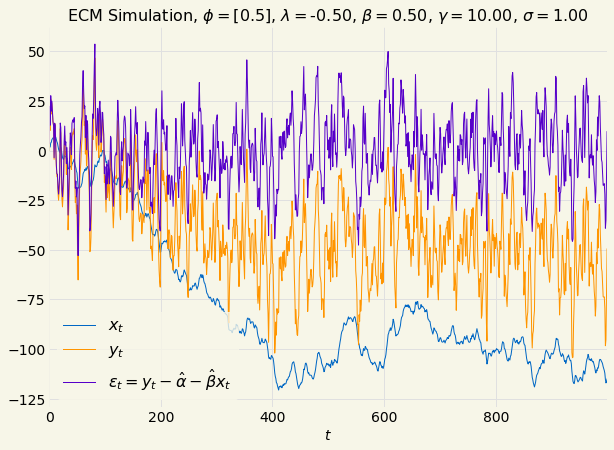 ECM Simulation, ϕ = [0.5], λ = -0.50, β = 0.50, γ = 10.00, σ = 1.00
50
25
0
−25
−50
−75
−100
−125
x_t
y_t
ε_t = y_t − α̂ − β̂x_t
0 200 400 600 800
t